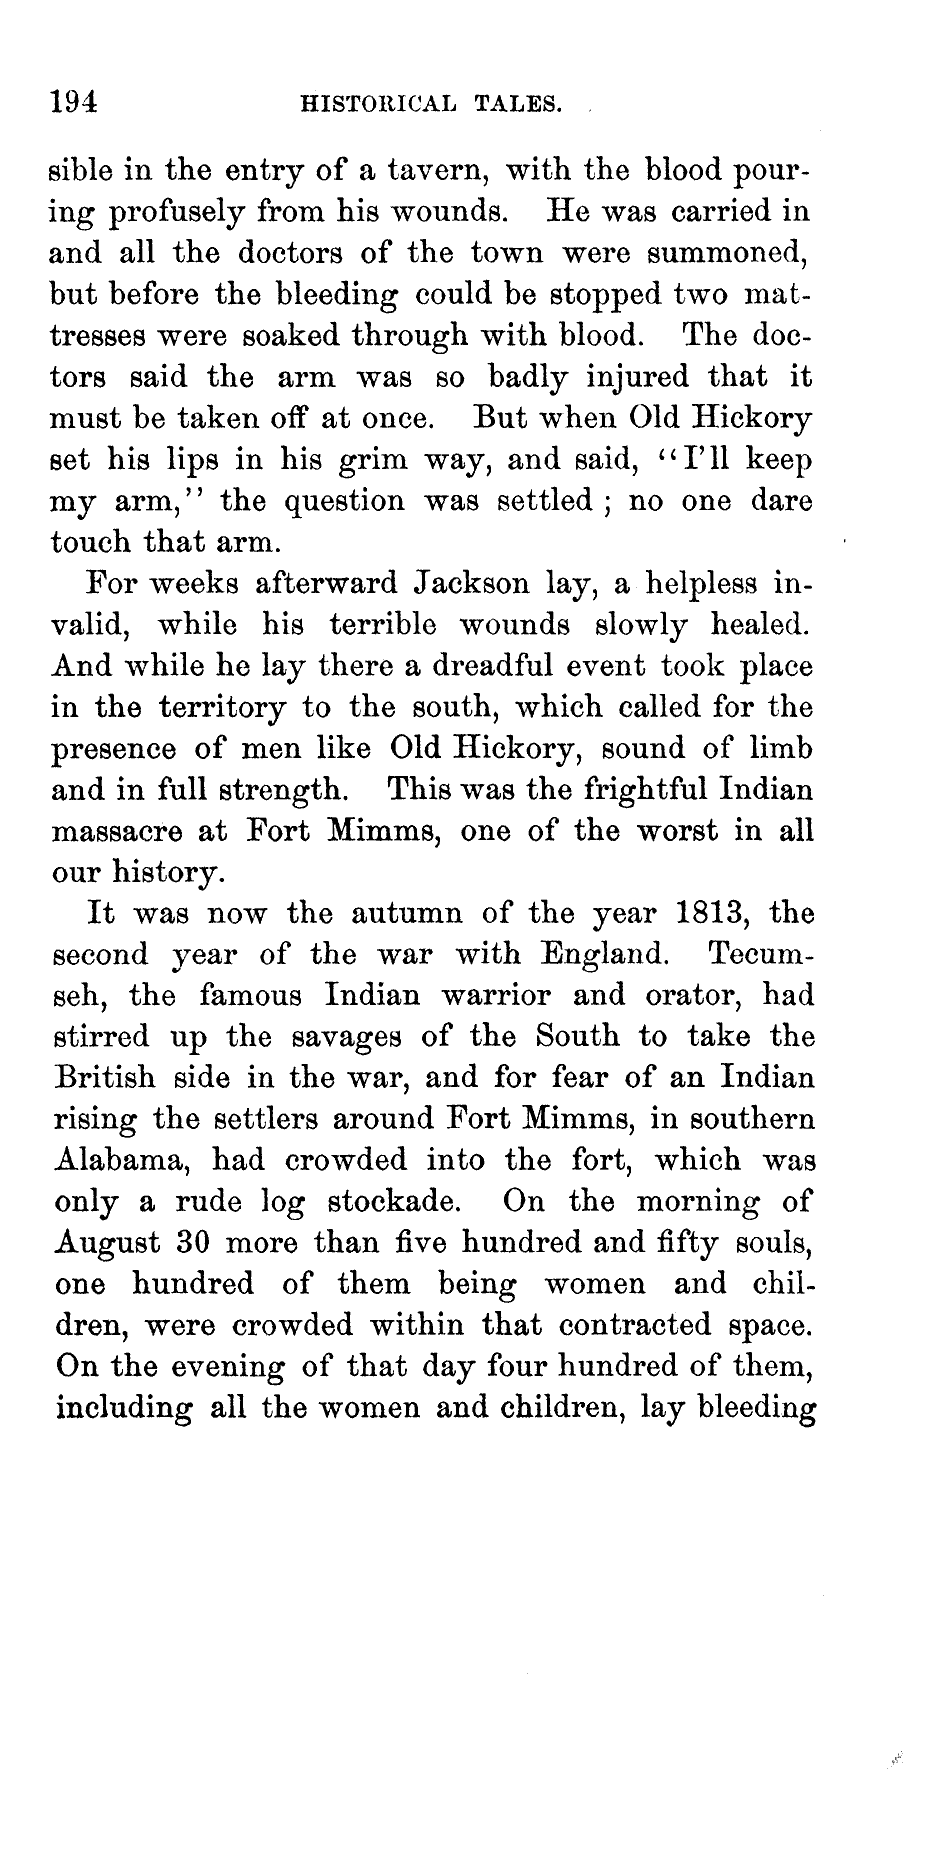 194 HISTORICAL TALES.
sible in the entry of a tavern, with the blood pour-
ing profusely from his wounds. He was carried in
and all the doctors of the town were summoned,
but before the bleeding could be stopped two mat-
tresses were soaked through with blood. The doc-
tors said the arm was so badly injured that it
must be taken off at once. But when Old Hickory
set his lips in his grim way, and said, “I’ll keep
my arm,” the question was settled ; no one dare
touch that arm.
For weeks afterward Jackson lay, a helpless in-
valid, while his terrible wounds slowly healed.
And while he lay there a dreadful event took place
in the territory to the south, which called for the
presence of men like Old Hickory, sound of limb
and in full strength. This was the frightful Indian
massacre at Fort Mimms, one of the worst in all
our history.
It was now the autumn of the year 1813, the
second year of the war with England. Tecum-
seh, the famous Indian warrior and orator, had
stirred up the savages of the South to take the
British side in the war, and for fear of an Indian
rising the settlers around Fort Mimms, in southern
Alabama, had crowded into the fort, which was
only a rude log stockade. On the morning of
August 30 more than five hundred and fifty souls,
one hundred of them being women and chil-
dren, were crowded within that contracted space.
On the evening of that day four hundred of them,
including all the women and children, lay bleeding